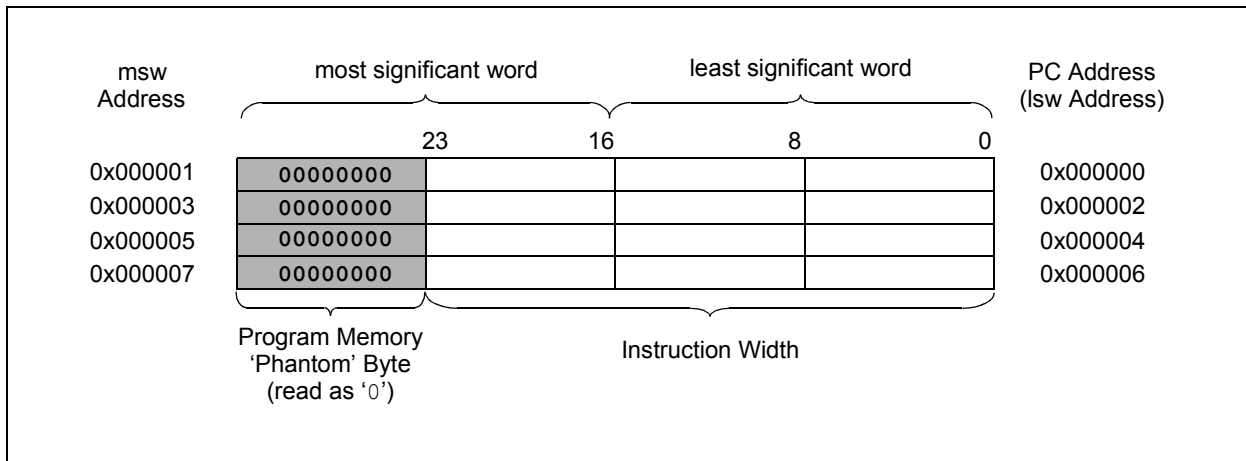 msw
Address
most significant word
least significant word
PC Address
(lsw Address)
23 16 8 0
0x000001 00000000 0x000000
0x000003 00000000 0x000002
0x000005 00000000 0x000004
0x000007 00000000 0x000006
Program Memory
‘Phantom’ Byte
(read as ‘0’)
Instruction Width